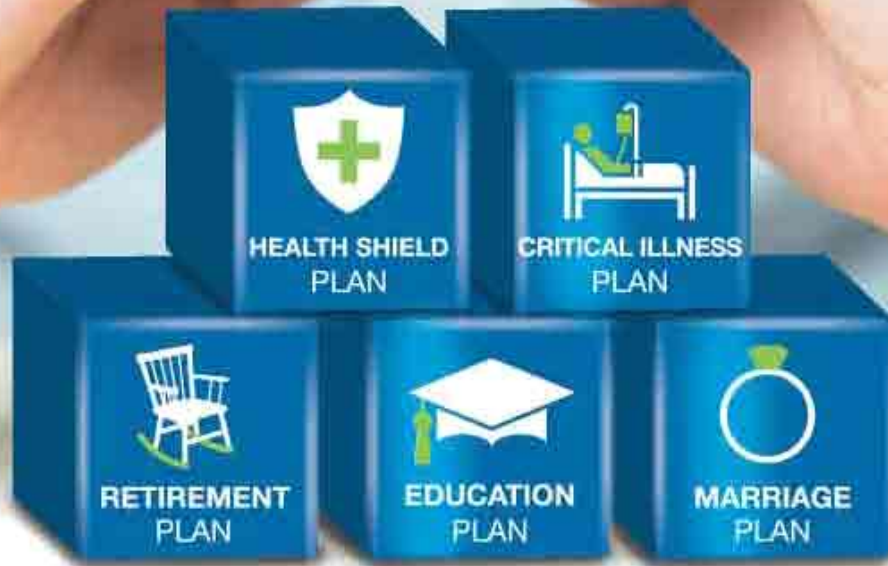 HEALTH SHIELD
PLAN
CRITICAL ILLNESS
PLAN
RETIREMENT
PLAN
EDUCATION
PLAN
MARRIAGE
PLAN